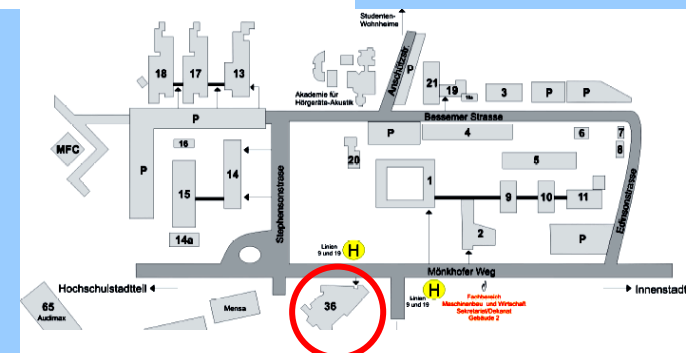 Studenten-
Wohnheime
Anschützstr.
P
18
17
13
21
19
3
P
P
Akademie für
Hörgeräte-Akustik
P
Bessemer Strasse
P
4
6
7
8
MFC
16
14
20
5
P
15
1
9
10
11
Stephensonstrasse
Edinsonstrasse
14a
2
P
Linien
9 und 19
H
Mönkhofer Weg
Hochschulstadtteil
Linien
9 und 19
H
Fachbereich
Maschinenbau und Wirtschaft
Sekretariat/Dekanat
Gebäude 2
Innenstadt
65
Audimax
Mensa
36